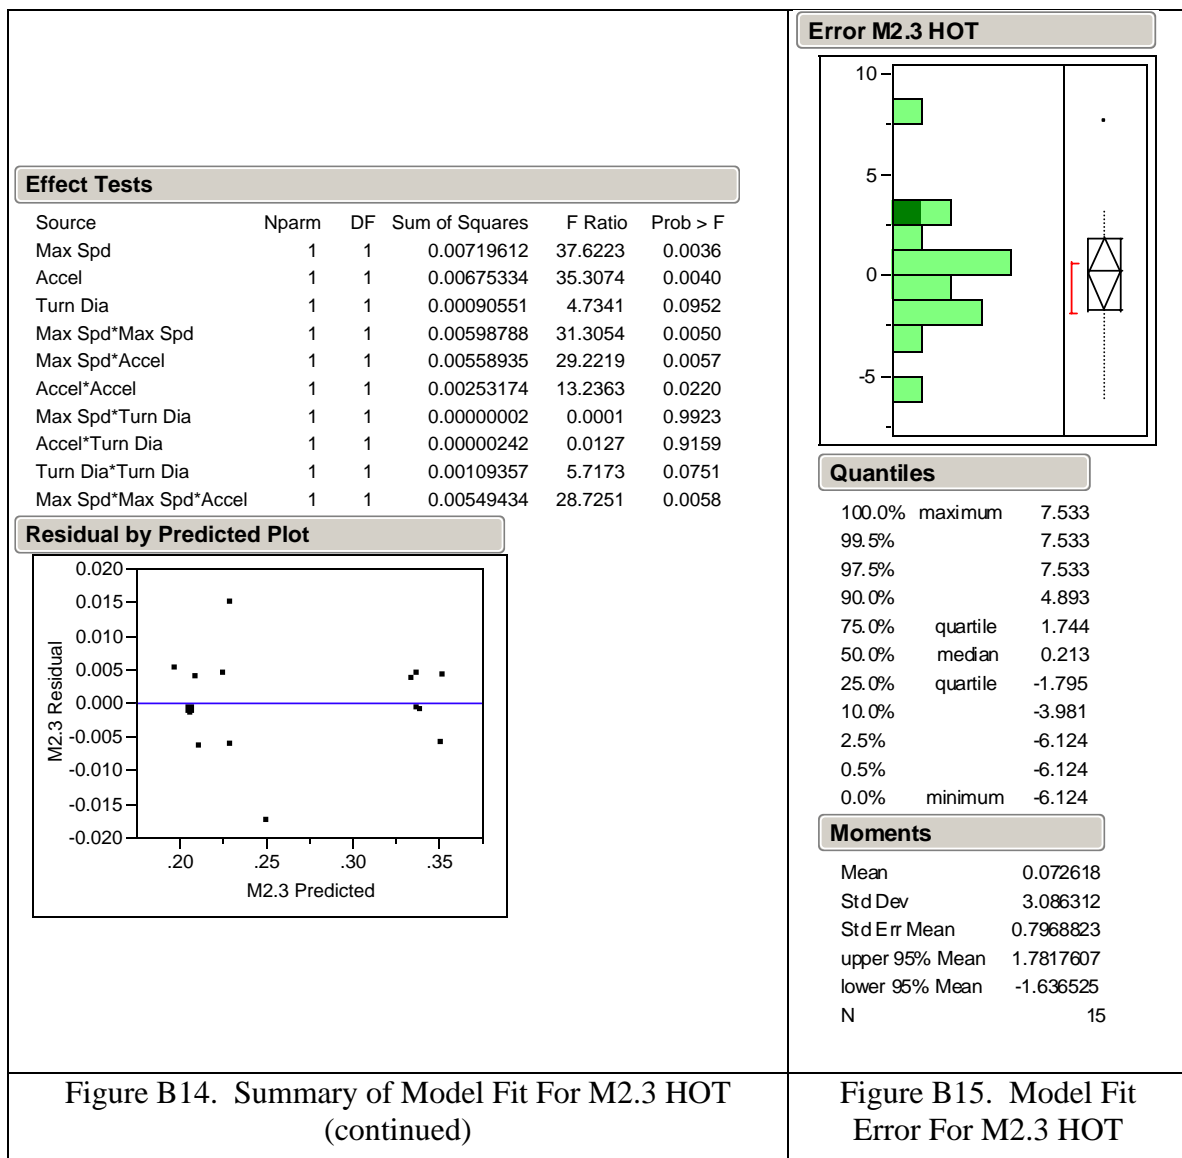 Effect Tests
Source Nparm DF Sum of Squares F Ratio Prob > F
Max Spd 1 1 0.00719612 37.6223 0.0036
Accel 1 1 0.00675334 35.3074 0.0040
Turn Dia 1 1 0.00090551 4.7341 0.0952
Max Spd*Max Spd 1 1 0.00598788 31.3054 0.0050
Max Spd*Accel 1 1 0.00558935 29.2219 0.0057
Accel*Accel 1 1 0.00253174 13.2363 0.0220
Max Spd*Turn Dia 1 1 0.00000002 0.0001 0.9923
Accel*Turn Dia 1 1 0.00000242 0.0127 0.9159
Turn Dia*Turn Dia 1 1 0.00109357 5.7173 0.0751
Max Spd*Max Spd*Accel 1 1 0.00549434 28.7251 0.0058
Residual by Predicted Plot
0.020
0.015
0.010
0.005
0.000
-0.005
-0.010
-0.015
-0.020
M2.3 Residual
.20 .25 .30 .35
M2.3 Predicted
Figure B14. Summary of Model Fit For M2.3 HOT
(continued)
Error M2.3 HOT
10
5
0
-5
Quantiles
100.0% maximum 7.533
99.5% 7.533
97.5% 7.533
90.0% 4.893
75.0% quartile 1.744
50.0% median 0.213
25.0% quartile -1.795
10.0% -3.981
2.5% -6.124
0.5% -6.124
0.0% minimum -6.124
Moments
Mean 0.072618
Std Dev 3.086312
Std Err Mean 0.7968823
upper 95% Mean 1.7817607
lower 95% Mean -1.636525
N 15
Figure B15. Model Fit
Error For M2.3 HOT